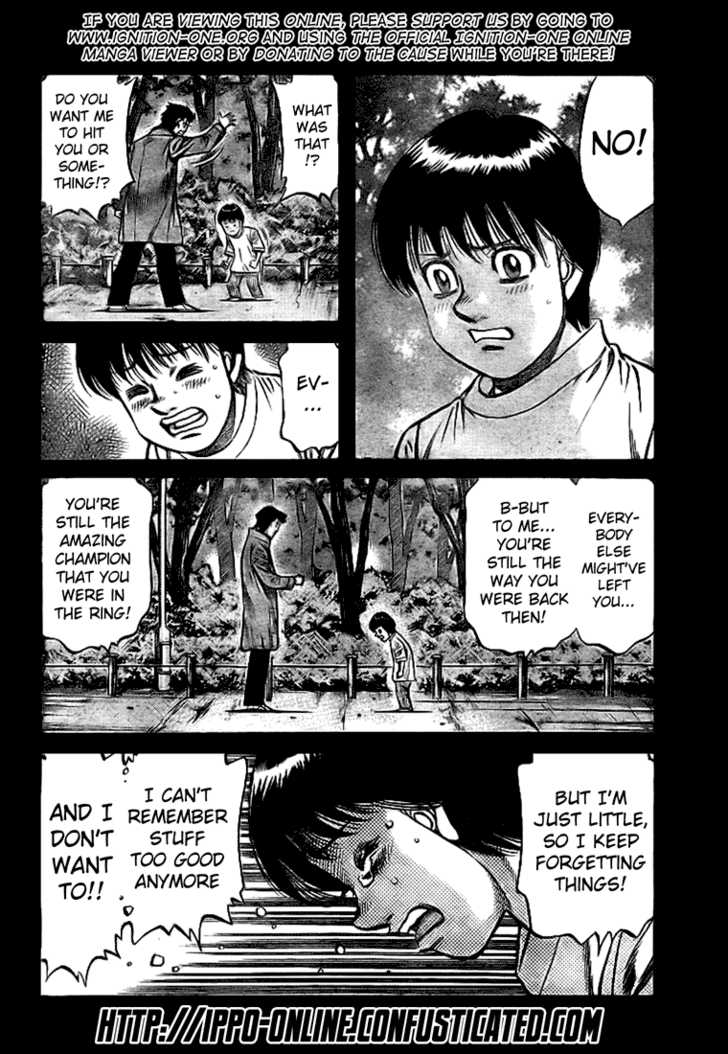 IF YOU ARE VIEWING THIS ONLINE, PLEASE SUPPORT US BY GOING TO
WWW.IGNITION-ONE.ORG AND USING THE OFFICIAL IGNITION-ONE ONLINE
MANGA VIEWER OR BY DONATING TO THE CAUSE WHILE YOU'RE THERE!
NO!
WHAT
WAS
THAT
!?
DO YOU
WANT ME
TO HIT
YOU OR
SOME-
THING!?
EV-
...
EVERY-
BODY
ELSE
MIGHT'VE
LEFT
YOU...
B-BUT
TO ME...
YOU'RE
STILL THE
WAY YOU
WERE BACK
THEN!
YOU'RE
STILL THE
AMAZING
CHAMPION
THAT YOU
WERE IN
THE RING!
BUT I'M
JUST LITTLE,
SO I KEEP
FORGETTING
THINGS!
I CAN'T
REMEMBER
STUFF
TOO GOOD
ANYMORE
AND I
DON'T
WANT
TO!!
HTTP://IPPO-ONLINE.CONFUSTICATED.COM